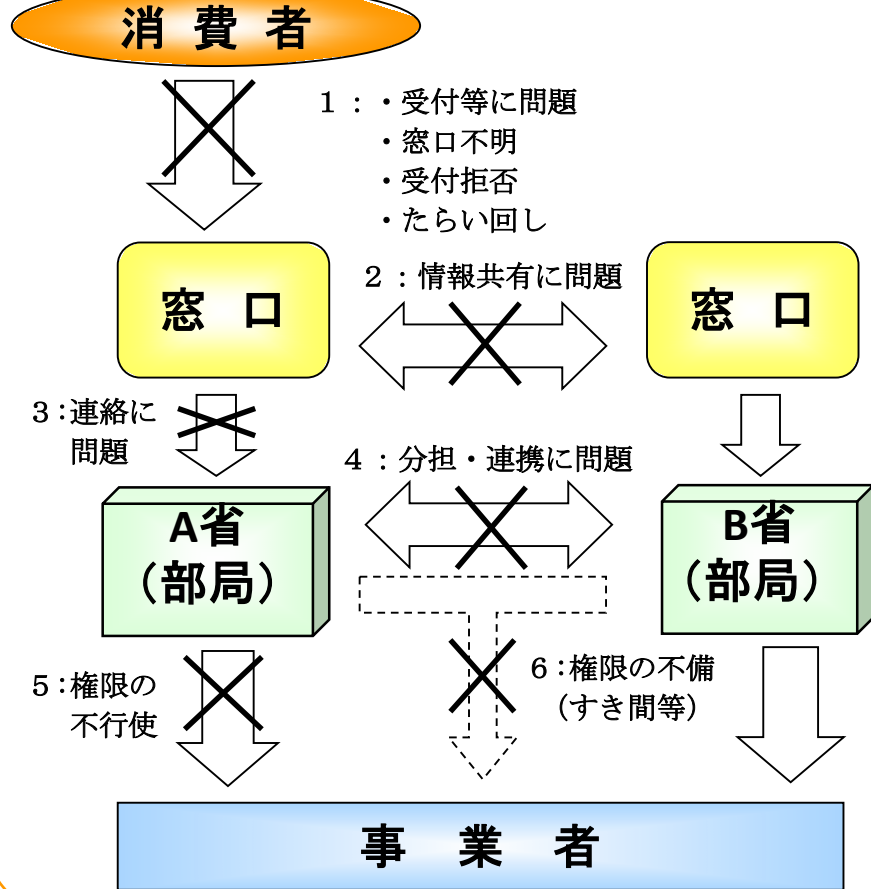 消 費 者
1：・受付等に問題
・窓口不明
・受付拒否
・たらい回し
2：情報共有に問題
窓 口
窓 口
3：連絡に
問題
4：分担・連携に問題
A省
（部局）
B省
（部局）
5：権限の
不行使
6：権限の不備
（すき間等）
事 業 者